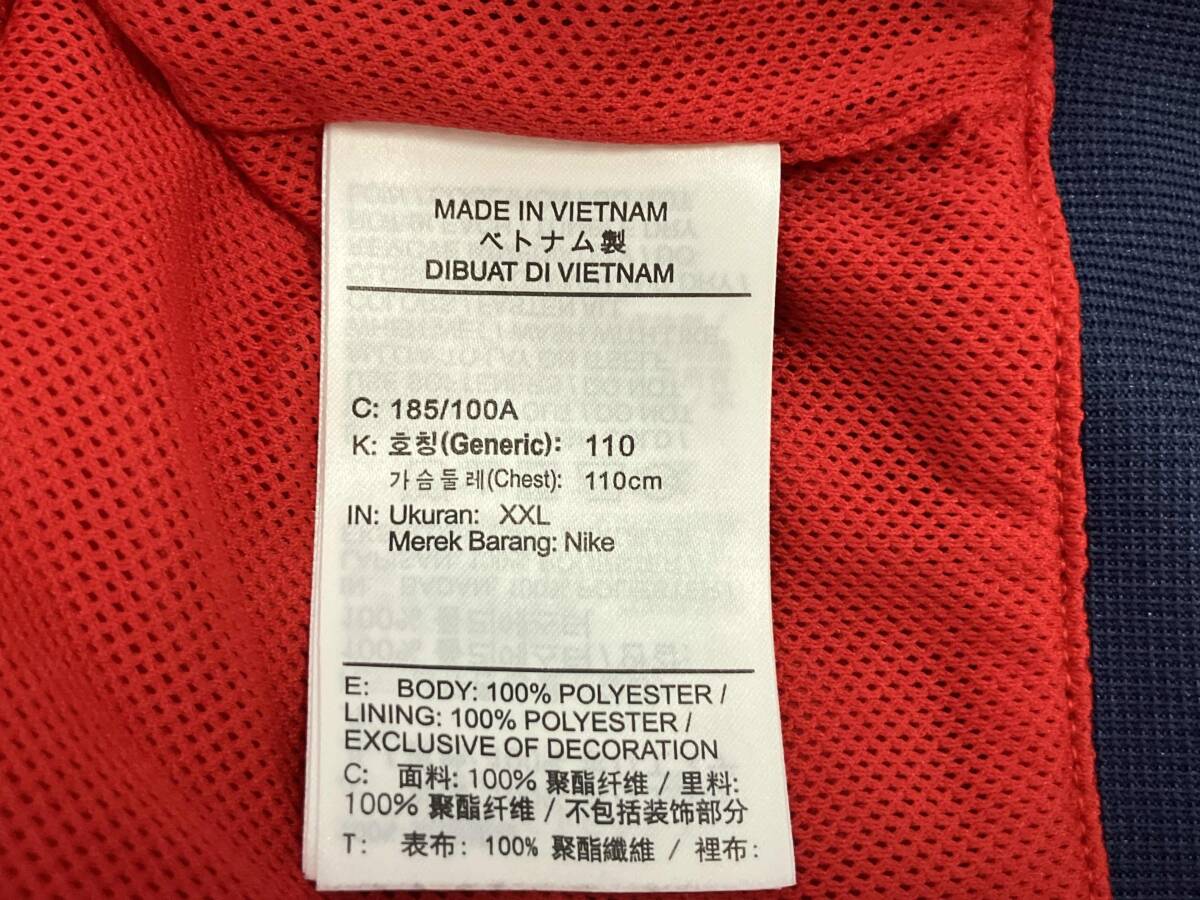 MADE IN VIETNAM
ベトナム製
DIBUAT DI VIETNAM
C: 185/100A
K: 호칭(Generic): 110
가슴둘레(Chest): 110cm
IN: Ukuran: XXL
Merek Barang: Nike
E: BODY: 100% POLYESTER /
LINING: 100% POLYESTER /
EXCLUSIVE OF DECORATION
C: 面料: 100% 聚酯纤维 / 里料:
100% 聚酯纤维 / 不包括装饰部分
T: 表布: 100% 聚酯纖維 / 裡布: